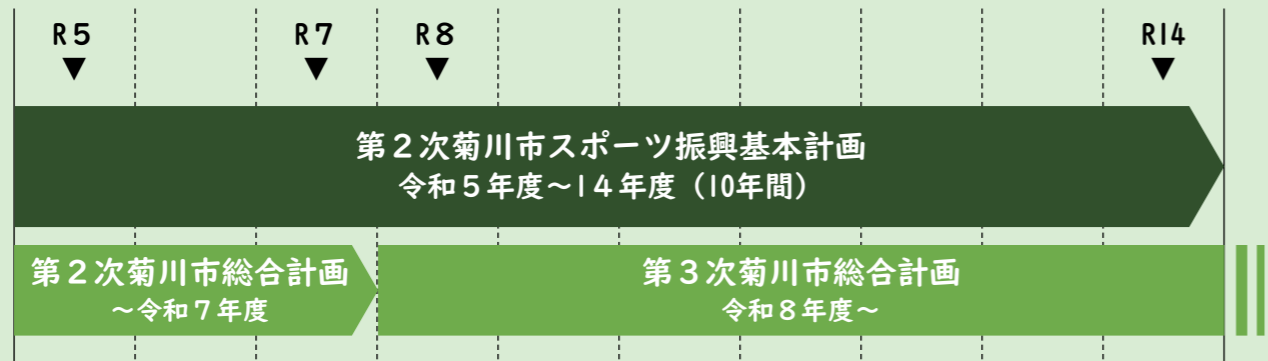 R5 R7 R8 R14
▼ ▼ ▼ ▼
第2次菊川市スポーツ振興基本計画
令和5年度～14年度（10年間）
第2次菊川市総合計画
～令和7年度
第3次菊川市総合計画
令和8年度～